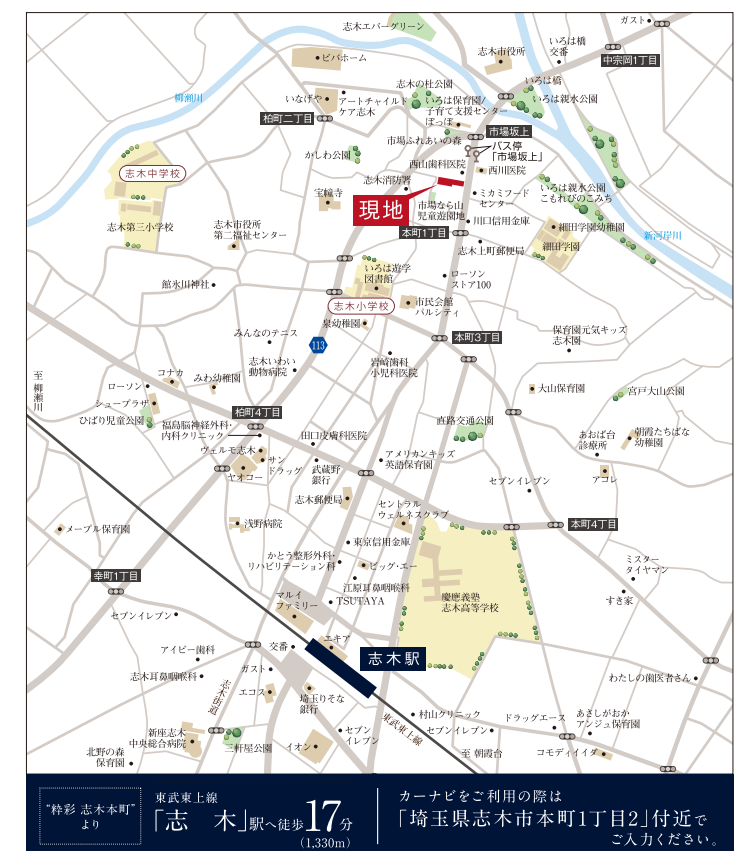 志木エバーグリーン
ガスト
いろは橋
交番
中宗岡1丁目
志木市役所
ビバホーム
いろは橋
志木の杜公園
柳瀬川
いなげや
アートチャイルド
ケア志木
いろは保育園/
子育て支援センター
ぽっぽ
いろは親水公園
柏町二丁目
市場坂上
市場ふれあいの森
バス停
「市場坂上」
かしわ公園
西山歯科医院
西川医院
志木中学校
志木消防署
いろは親水公園
こもれびのこみち
宝幢寺
現地
市場なら山
児童遊園地
ミカミフード
センター
川口信用金庫
志木第三小学校
志木市役所
第二福祉センター
本町1丁目
細田学園幼稚園
新河岸川
志木上町郵便局
細田学園
いろは遊学
図書館
ローソン
ストア100
館氷川神社
志木小学校
市民会館
パルシティ
泉幼稚園
みんなのテニス
本町3丁目
保育園元気キッズ
志木園
113
志木いわい
動物病院
岩崎歯科
小児科医院
至 柳瀬川
コナカ
みわ幼稚園
ローソン
大山保育園
宮戸大山公園
シュープラザ
柏町4丁目
ひばり児童公園
福島脳神経外科・
内科クリニック
直路交通公園
田口皮膚科医院
あおば台
診療所
朝霞たちばな
幼稚園
ヴェルモ志木
サン
ドラッグ
アメリカンキッズ
英語保育園
武蔵野
銀行
ヤオコー
アコレ
セブンイレブン
志木郵便局
セントラル
ウェルネスクラブ
浅野病院
本町4丁目
メープル保育園
東京信用金庫
かとう整形外科・
リハビリテーション科
ビッグ・エー
ミスター
タイヤマン
幸町1丁目
江原耳鼻咽喉科
慶應義塾
志木高等学校
すき家
マルイ
ファミリー
TSUTAYA
セブンイレブン
エキア
交番
志木駅
アイビー歯科
ガスト
志木耳鼻咽喉科
わたしの歯医者さん
エコス
志木街道
埼玉りそな
銀行
東武東上線
村山クリニック
ドラッグエース
あさしがおか
アンジュ保育園
新座志木
中央総合病院
セブン
イレブン
セブンイレブン
三軒屋公園
イオン
北野の森
保育園
至 朝霞台
コモディイイダ
“粋彩 志木本町”
より
東武東上線
「志 木」駅へ徒歩17分
(1,330m)
カーナビをご利用の際は
「埼玉県志木市本町1丁目2」付近で
ご入力ください。